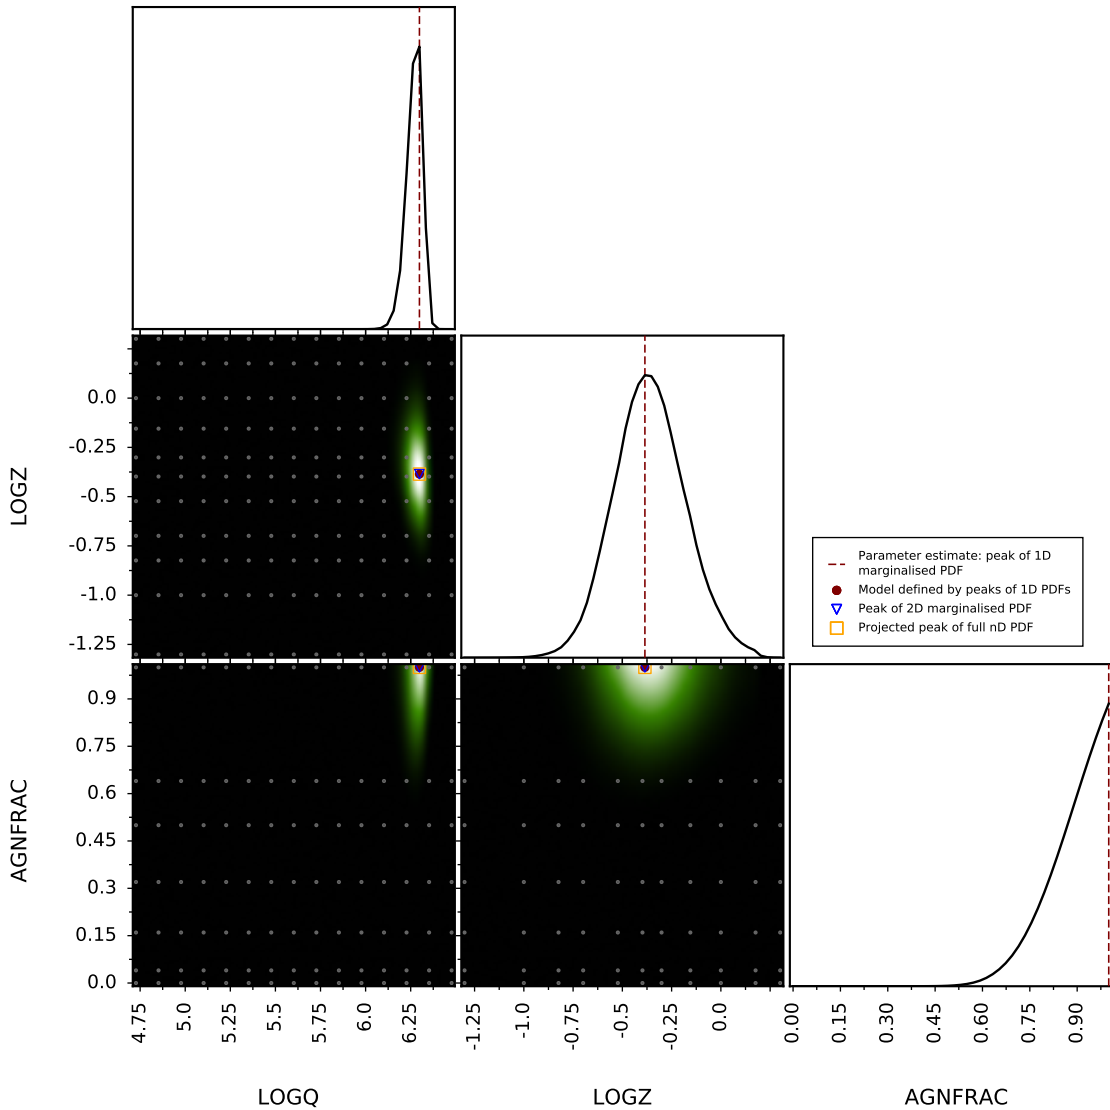 0.0
-0.25
-0.5
-0.75
-1.0
-1.25
LOGZ
Parameter estimate: peak of 1D
marginalised PDF
Model defined by peaks of 1D PDFs
Peak of 2D marginalised PDF
Projected peak of full nD PDF
0.9
0.75
0.6
0.45
0.3
0.15
0.0
AGNFRAC
4.75 5.0 5.25 5.5 5.75 6.0 6.25
-1.25 -1.0 -0.75 -0.5 -0.25 0.0
0.00 0.15 0.30 0.45 0.60 0.75 0.90
LOGQ LOGZ AGNFRAC